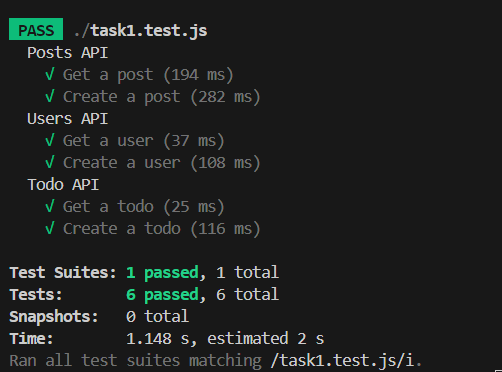 PASS ./task1.test.js
Posts API
√ Get a post (194 ms)
√ Create a post (282 ms)
Users API
√ Get a user (37 ms)
√ Create a user (108 ms)
Todo API
√ Get a todo (25 ms)
√ Create a todo (116 ms)
Test Suites: 1 passed, 1 total
Tests: 6 passed, 6 total
Snapshots: 0 total
Time: 1.148 s, estimated 2 s
Ran all test suites matching /task1.test.js/i.